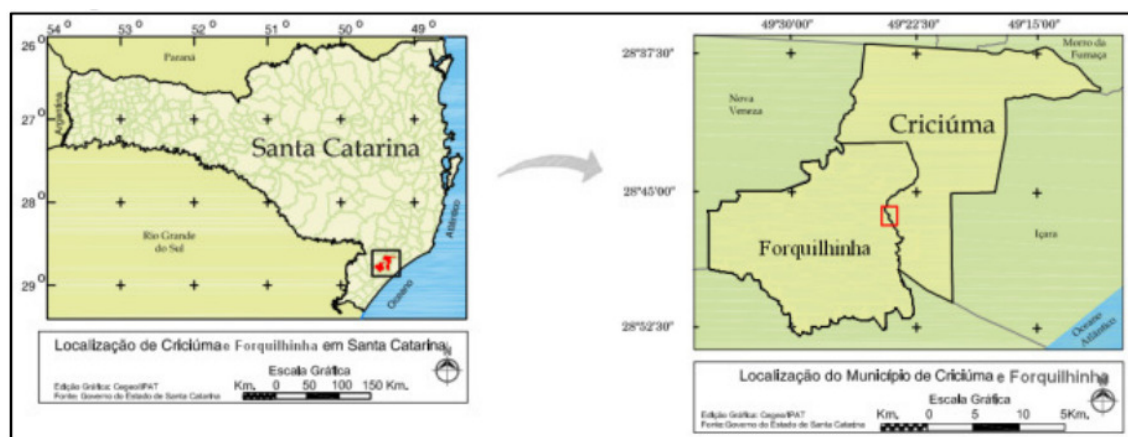 54 53 52 51 50 49
26
27
28
29
Paraná
Argentina
Santa Catarina
Rio Grande
do Sul
Atlântico
Oceano
Localização de Criciúma e Forquilhinha em Santa Catarina
Escala Gráfica
Edição Gráfica: Cegeo/IPAT
Fonte: Governo do Estado de Santa Catarina
Km. 0 50 100 150 Km.
N
49°30'00" 49°22'30" 49°15'00"
28°37'30"
28°45'00"
28°52'30"
Morro da
Fumaça
Nova
Veneza
Criciúma
Forquilhinha
Içara
Oceano
Atlântico
Localização do Município de Criciúma e Forquilhinha
Escala Gráfica
Edição Gráfica: Cegeo/IPAT
Fonte: Governo do Estado de Santa Catarina
Km. 0 5 10 5Km.